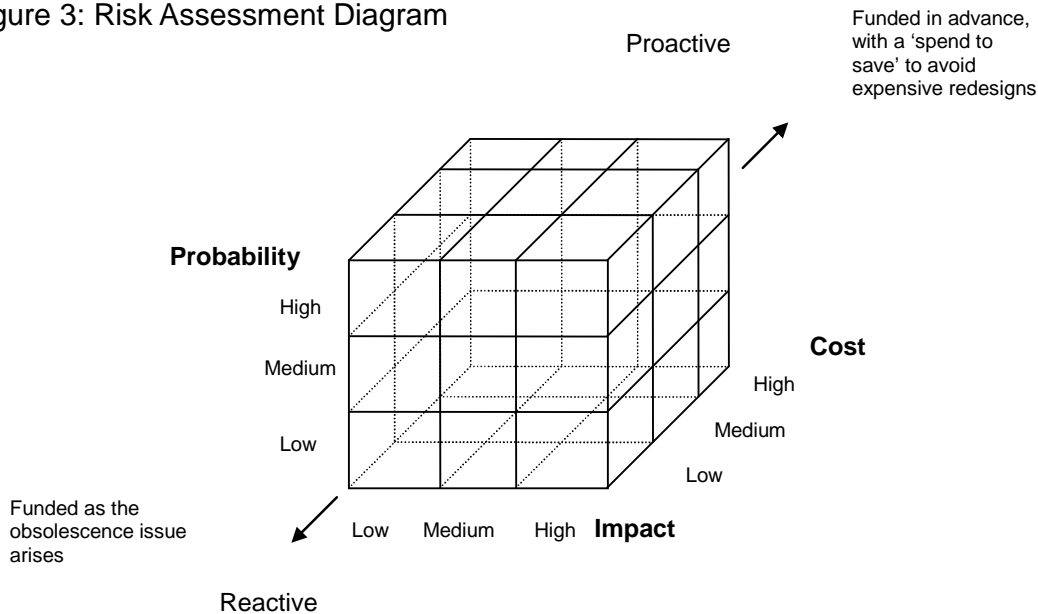 gure 3: Risk Assessment Diagram
Proactive
Funded in advance,
with a ‘spend to
save’ to avoid
expensive redesigns
Probability
High
Medium
Low
Cost
High
Medium
Low
Funded as the
obsolescence issue
arises
Low Medium High Impact
Reactive